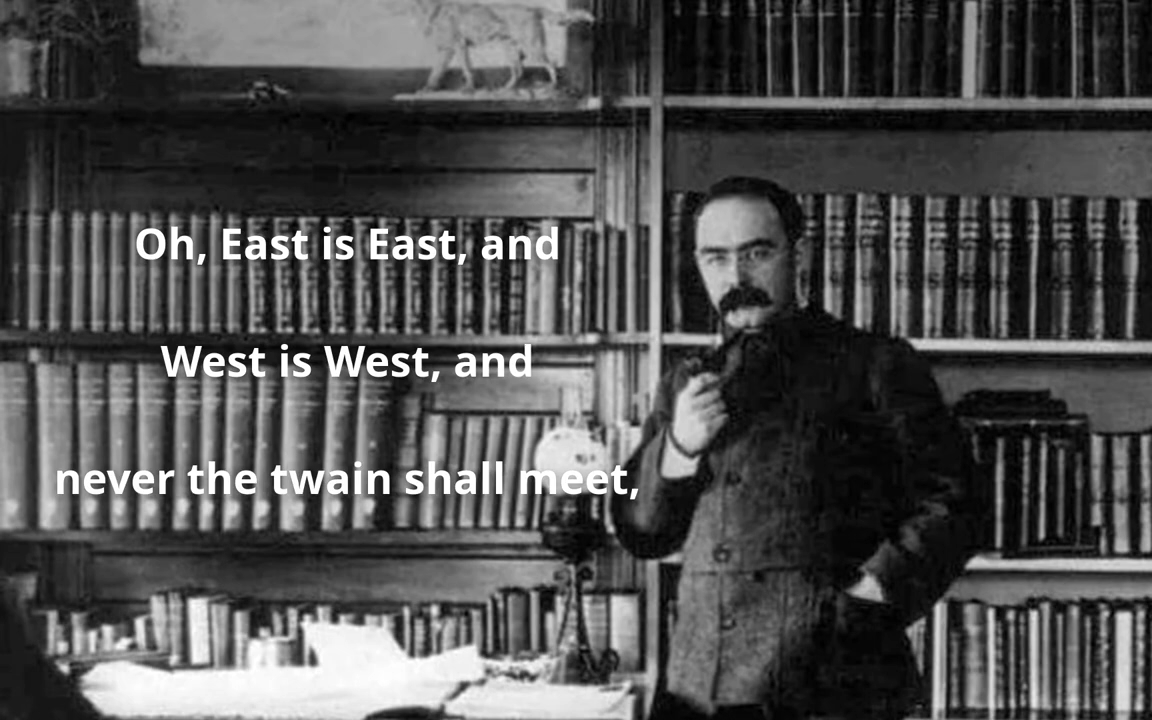 Oh, East is East, and
West is West, and
never the twain shall meet,